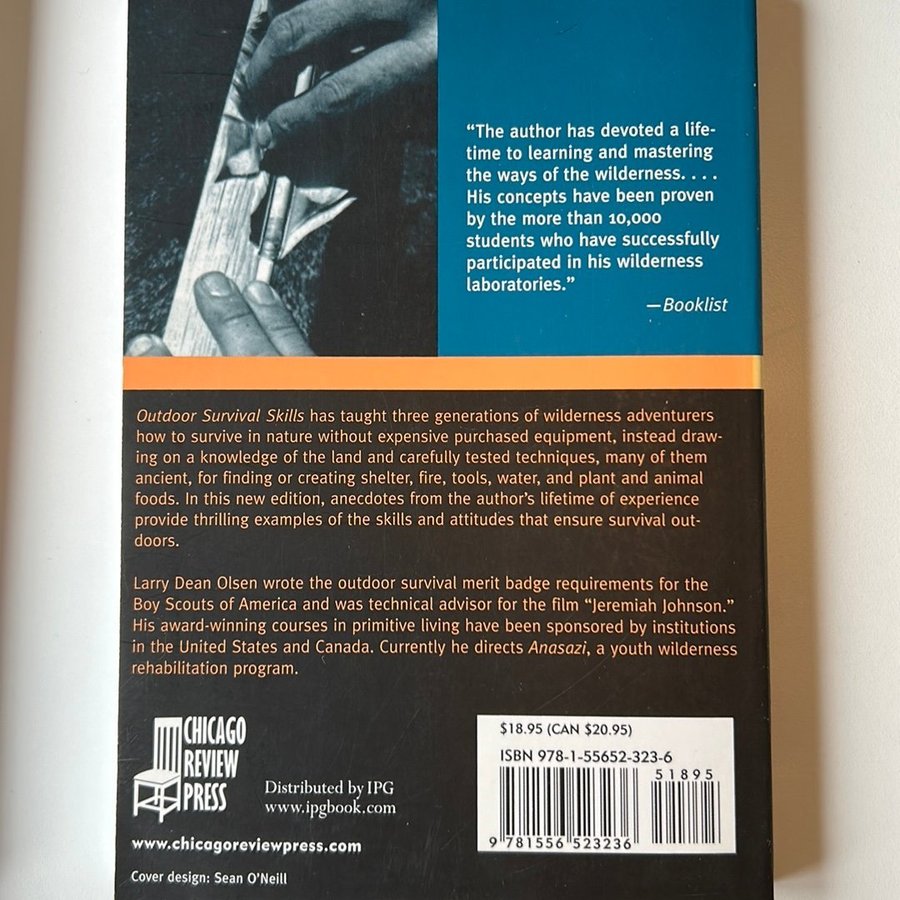 “The author has devoted a life-
time to learning and mastering
the ways of the wilderness. . . .
His concepts have been proven
by the more than 10,000
students who have successfully
participated in his wilderness
laboratories.”
—Booklist
Outdoor Survival Skills has taught three generations of wilderness adventurers
how to survive in nature without expensive purchased equipment, instead draw-
ing on a knowledge of the land and carefully tested techniques, many of them
ancient, for finding or creating shelter, fire, tools, water, and plant and animal
foods. In this new edition, anecdotes from the author’s lifetime of experience
provide thrilling examples of the skills and attitudes that ensure survival out-
doors.
Larry Dean Olsen wrote the outdoor survival merit badge requirements for the
Boy Scouts of America and was technical advisor for the film “Jeremiah Johnson.”
His award-winning courses in primitive living have been sponsored by institutions
in the United States and Canada. Currently he directs Anasazi, a youth wilderness
rehabilitation program.
CHICAGO
REVIEW
PRESS
Distributed by IPG
www.ipgbook.com
www.chicagoreviewpress.com
Cover design: Sean O’Neill
$18.95 (CAN $20.95)
ISBN 978-1-55652-323-6
51895
9 781556 523236